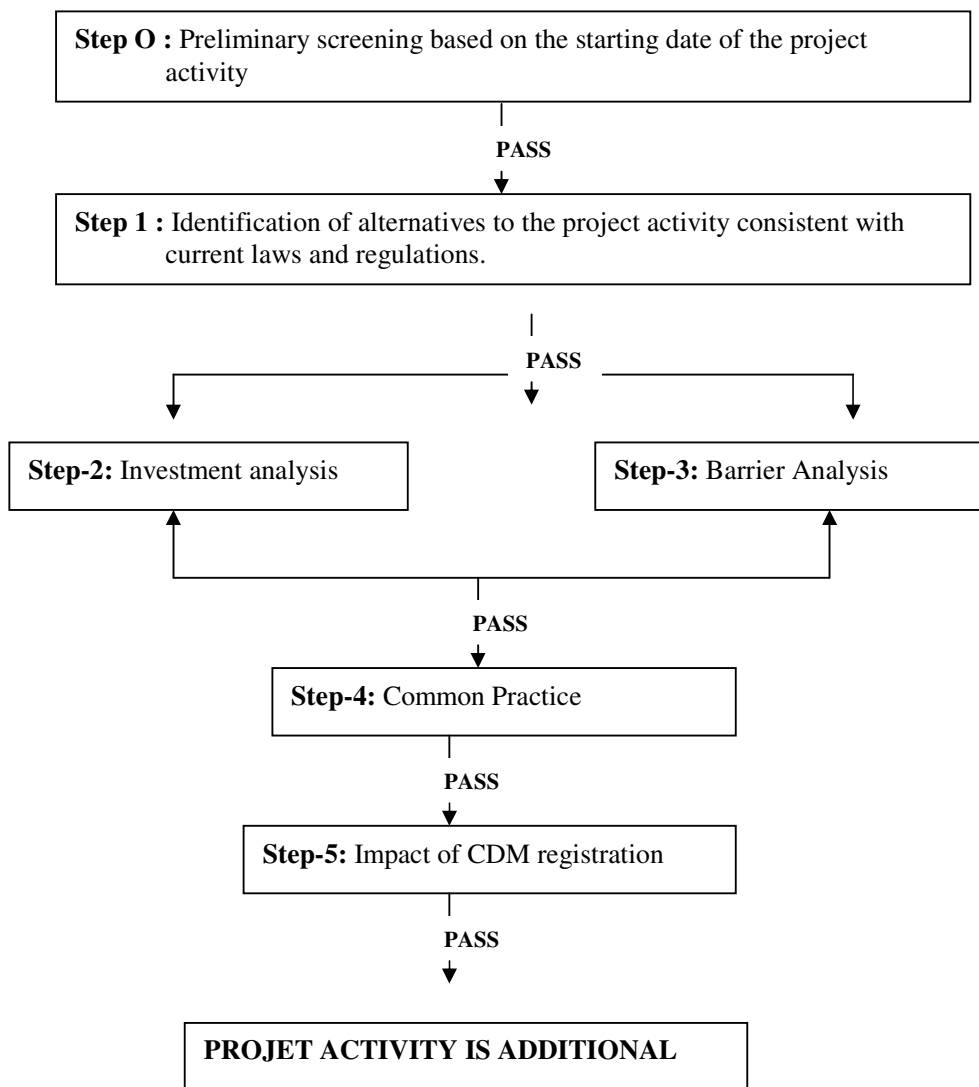 Step O : Preliminary screening based on the starting date of the project
activity
PASS
Step 1 : Identification of alternatives to the project activity consistent with
current laws and regulations.
PASS
Step-2: Investment analysis
Step-3: Barrier Analysis
PASS
Step-4: Common Practice
PASS
Step-5: Impact of CDM registration
PASS
PROJET ACTIVITY IS ADDITIONAL